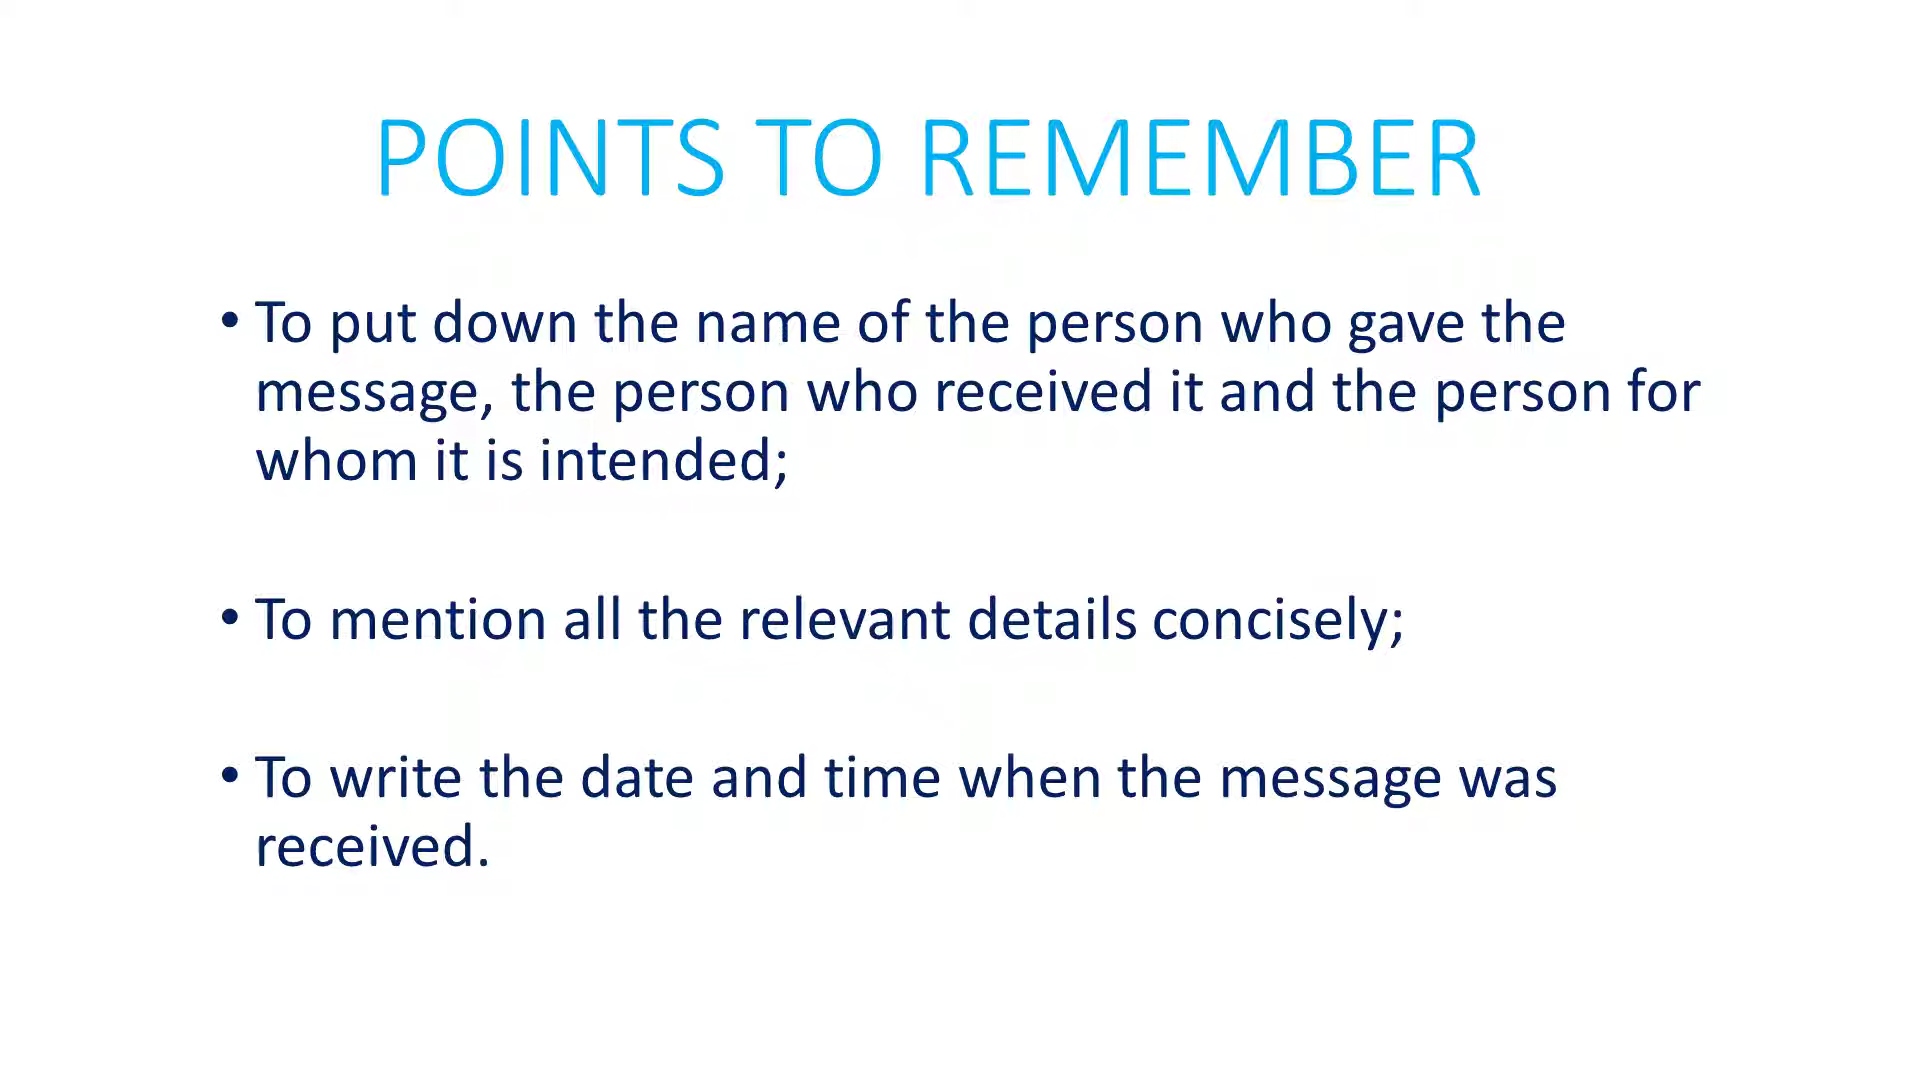 POINTS TO REMEMBER
• To put down the name of the person who gave the
message, the person who received it and the person for
whom it is intended;
• To mention all the relevant details concisely;
• To write the date and time when the message was
received.